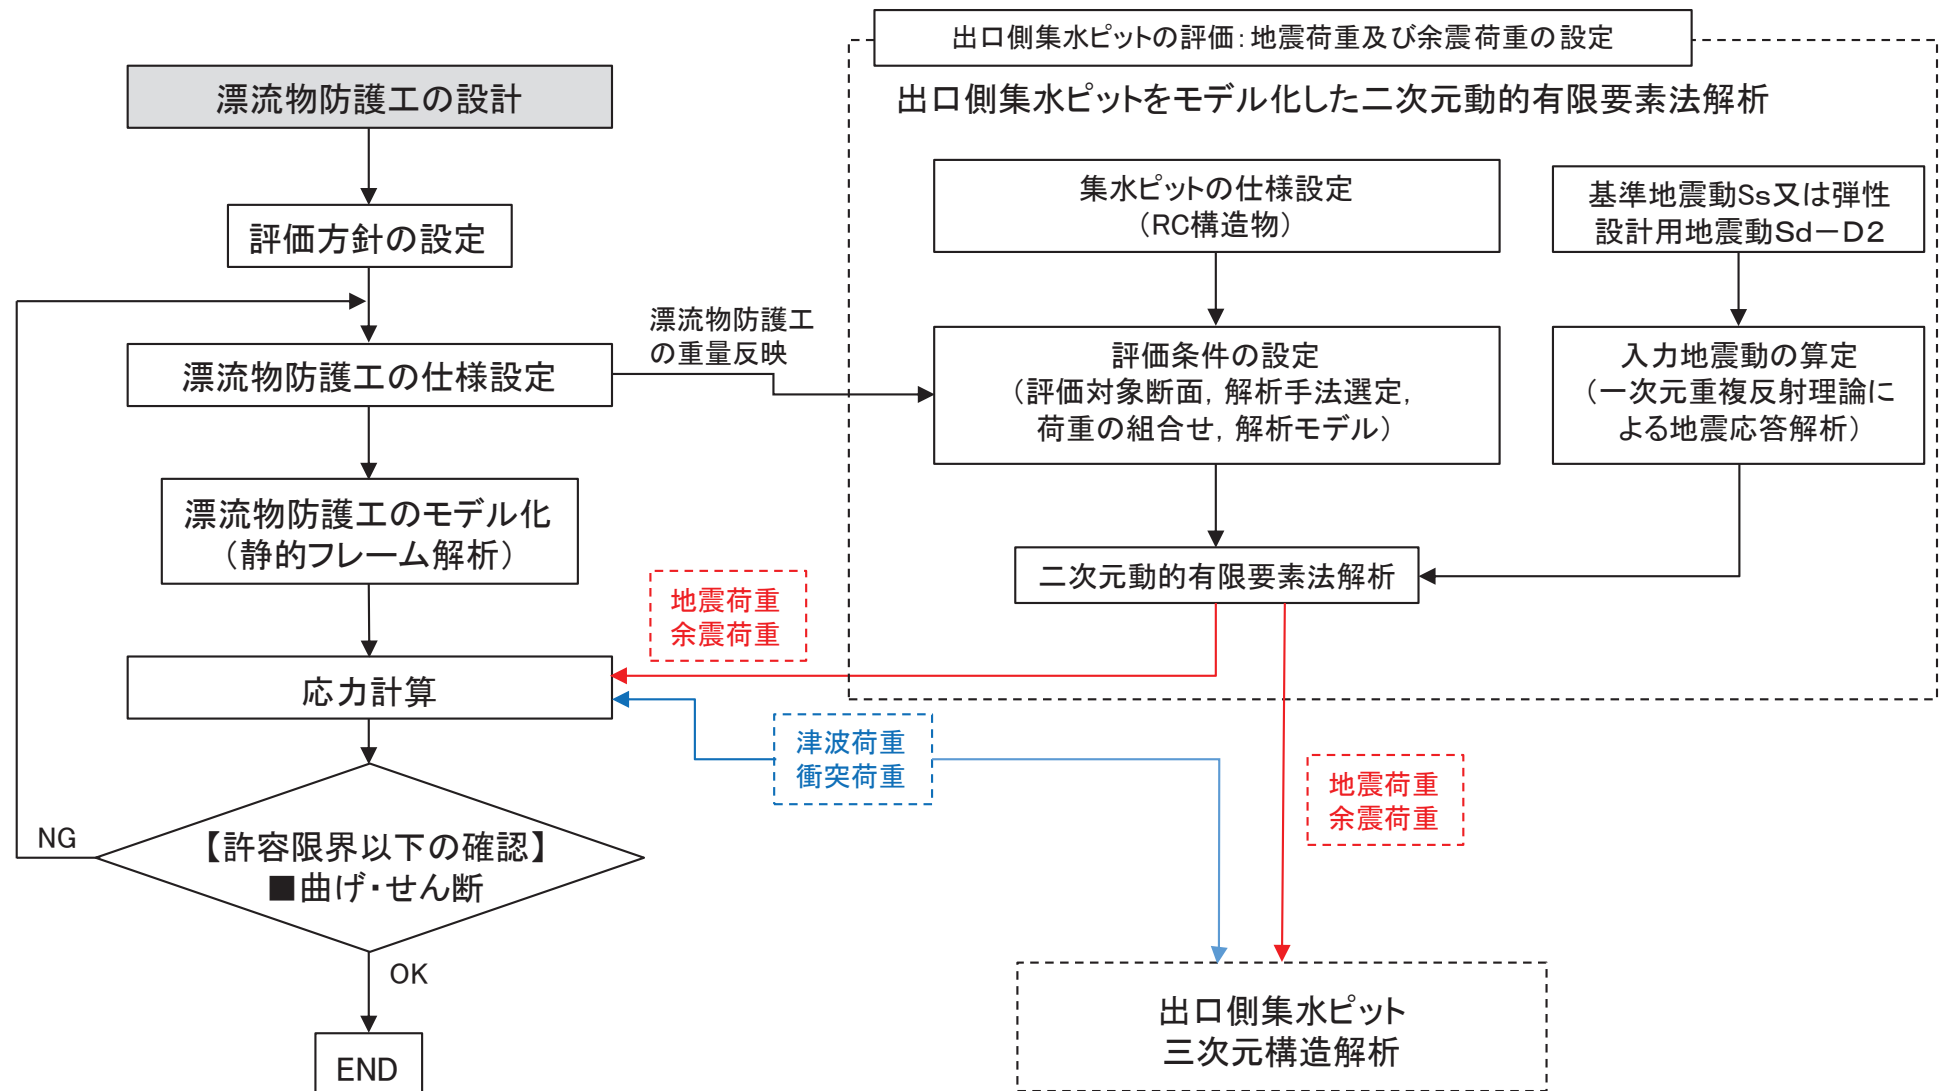 出口側集水ピットの評価:地震荷重及び余震荷重の設定
漂流物防護工の設計
出口側集水ピットをモデル化した二次元動的有限要素法解析
集水ピットの仕様設定
（RC構造物）
基準地震動Ss又は弾性
設計用地震動Sd－D2
評価方針の設定
漂流物防護工
の重量反映
漂流物防護工の仕様設定
評価条件の設定
（評価対象断面, 解析手法選定,
荷重の組合せ, 解析モデル）
入力地震動の算定
（一次元重複反射理論に
よる地震応答解析）
漂流物防護工のモデル化
（静的フレーム解析）
二次元動的有限要素法解析
地震荷重
余震荷重
応力計算
津波荷重
衝突荷重
地震荷重
余震荷重
NG
【許容限界以下の確認】
■曲げ・せん断
OK
出口側集水ピット
三次元構造解析
END